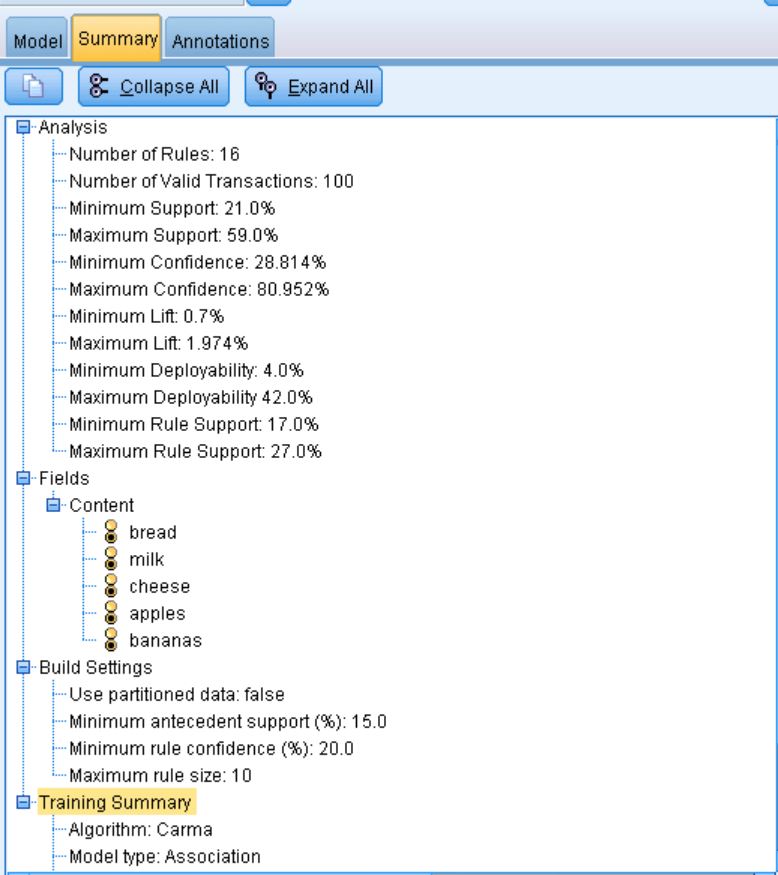 Model Summary Annotations
Collapse All Expand All
Analysis
Number of Rules: 16
Number of Valid Transactions: 100
Minimum Support: 21.0%
Maximum Support: 59.0%
Minimum Confidence: 28.814%
Maximum Confidence: 80.952%
Minimum Lift: 0.7%
Maximum Lift: 1.974%
Minimum Deployability: 4.0%
Maximum Deployability 42.0%
Minimum Rule Support: 17.0%
Maximum Rule Support: 27.0%
Fields
Content
bread
milk
cheese
apples
bananas
Build Settings
Use partitioned data: false
Minimum antecedent support (%): 15.0
Minimum rule confidence (%): 20.0
Maximum rule size: 10
Training Summary
Algorithm: Carma
Model type: Association